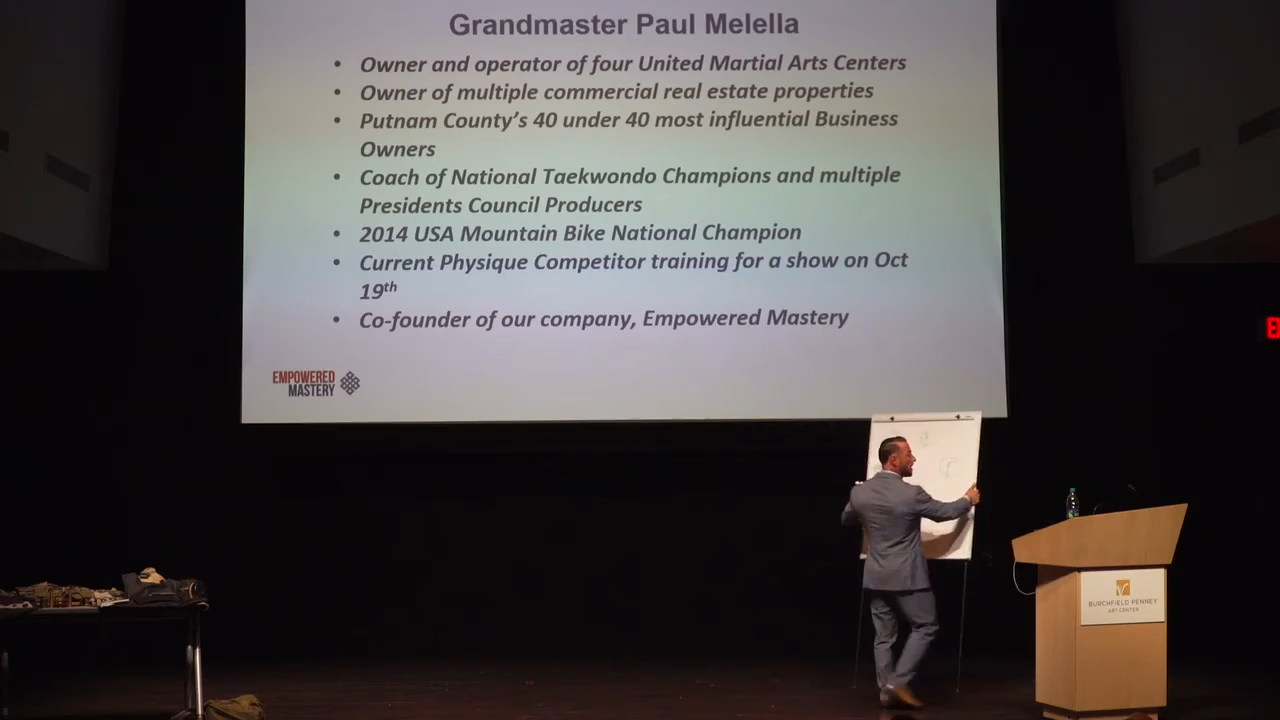 Grandmaster Paul Melella
• Owner and operator of four United Martial Arts Centers
• Owner of multiple commercial real estate properties
• Putnam County's 40 under 40 most influential Business
Owners
• Coach of National Taekwondo Champions and multiple
Presidents Council Producers
• 2014 USA Mountain Bike National Champion
• Current Physique Competitor training for a show on Oct
19th
• Co-founder of our company, Empowered Mastery
EMPOWERED
MASTERY
BURCHFIELD PENNEY
ART CENTER